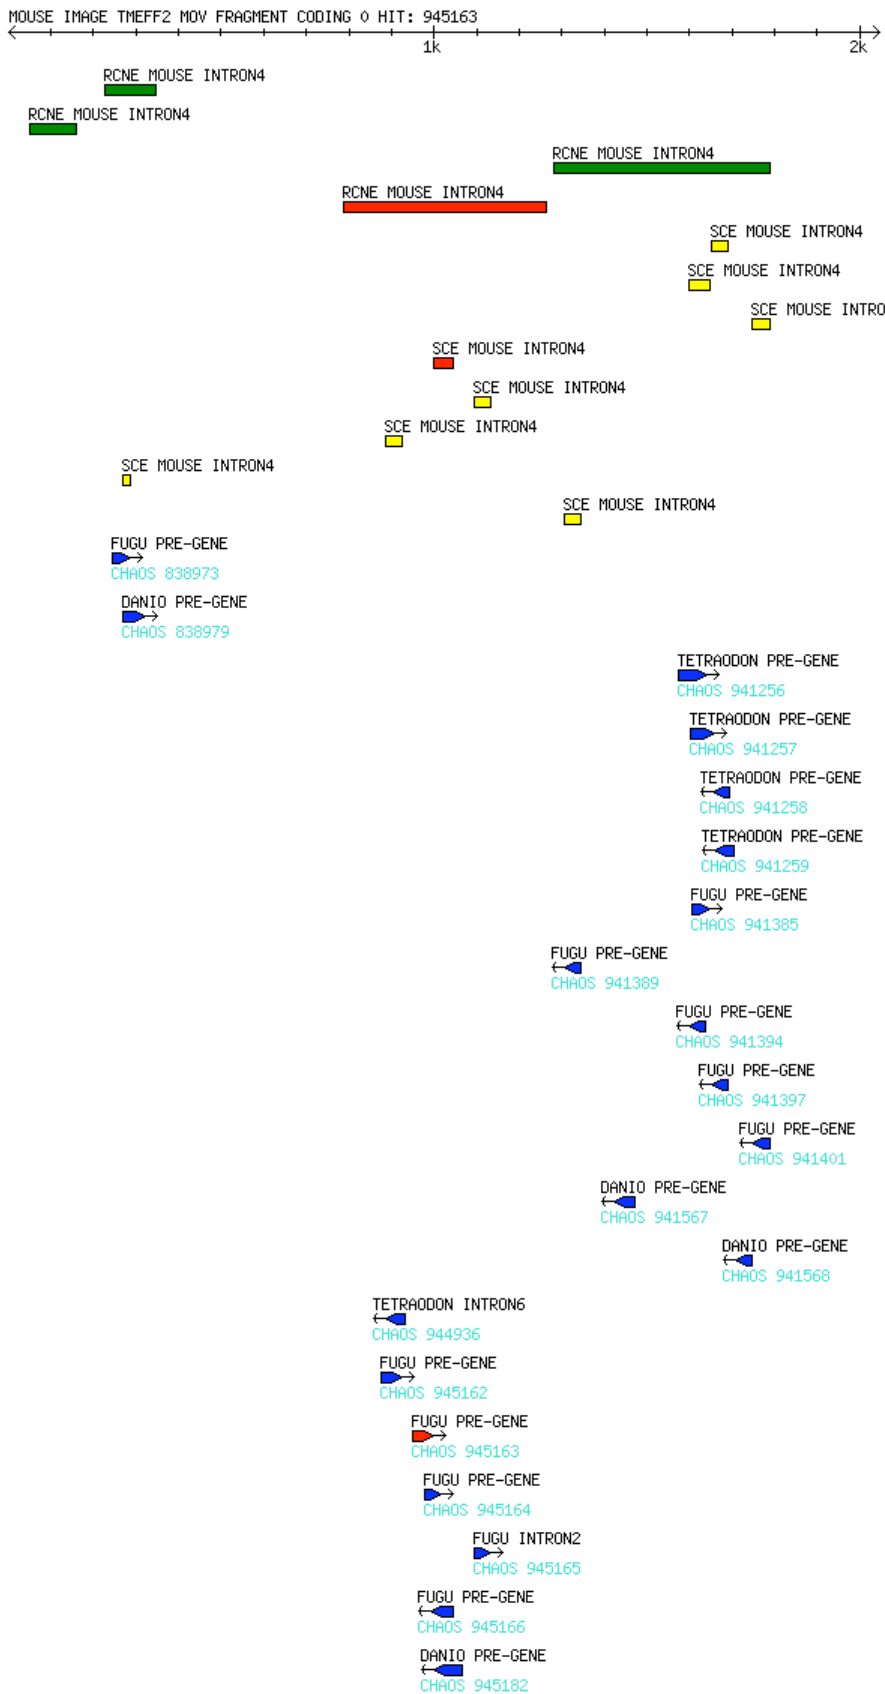 MOUSE IMAGE TMEFF2 MOV FRAGMENT CODING 0 HIT: 945163
1k 2k
RCNE MOUSE INTRON4
RCNE MOUSE INTRON4
RCNE MOUSE INTRON4
RCNE MOUSE INTRON4
SCE MOUSE INTRON4
SCE MOUSE INTRON4
SCE MOUSE INTRO
SCE MOUSE INTRON4
SCE MOUSE INTRON4
SCE MOUSE INTRON4
SCE MOUSE INTRON4
SCE MOUSE INTRON4
FUGU PRE-GENE
CHAOS 838973
DANIO PRE-GENE
CHAOS 838979
TETRAODON PRE-GENE
CHAOS 941256
TETRAODON PRE-GENE
CHAOS 941257
TETRAODON PRE-GENE
CHAOS 941258
TETRAODON PRE-GENE
CHAOS 941259
FUGU PRE-GENE
CHAOS 941385
FUGU PRE-GENE
CHAOS 941389
FUGU PRE-GENE
CHAOS 941394
FUGU PRE-GENE
CHAOS 941397
FUGU PRE-GENE
CHAOS 941401
DANIO PRE-GENE
CHAOS 941567
DANIO PRE-GENE
CHAOS 941568
TETRAODON INTRON6
CHAOS 944936
FUGU PRE-GENE
CHAOS 945162
FUGU PRE-GENE
CHAOS 945163
FUGU PRE-GENE
CHAOS 945164
FUGU INTRON2
CHAOS 945165
FUGU PRE-GENE
CHAOS 945166
DANIO PRE-GENE
CHAOS 945182